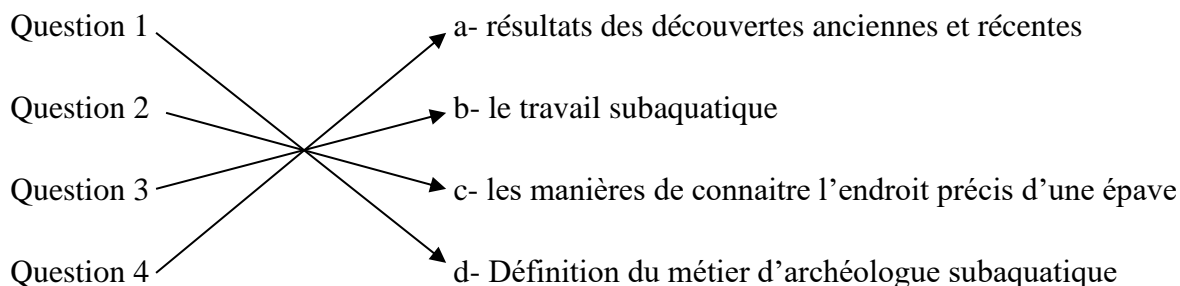 Question 1 a- résultats des découvertes anciennes et récentes
Question 2 b- le travail subaquatique
Question 3 c- les manières de connaitre l’endroit précis d’une épave
Question 4 d- Définition du métier d’archéologue subaquatique